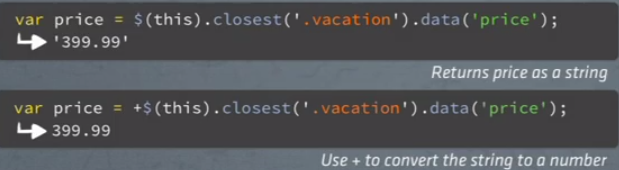 var price = $(this).closest('.vacation').data('price');
'399.99'
Returns price as a string
var price = +$(this).closest('.vacation').data('price');
399.99
Use + to convert the string to a number